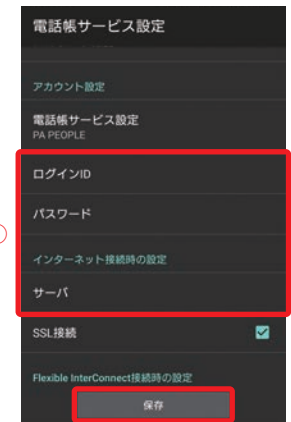 電話帳サービス設定
アカウント設定
電話帳サービス設定
PA PEOPLE
ログインID
パスワード
インターネット接続時の設定
サーバ
SSL接続
Flexible InterConnect接続時の設定
保存